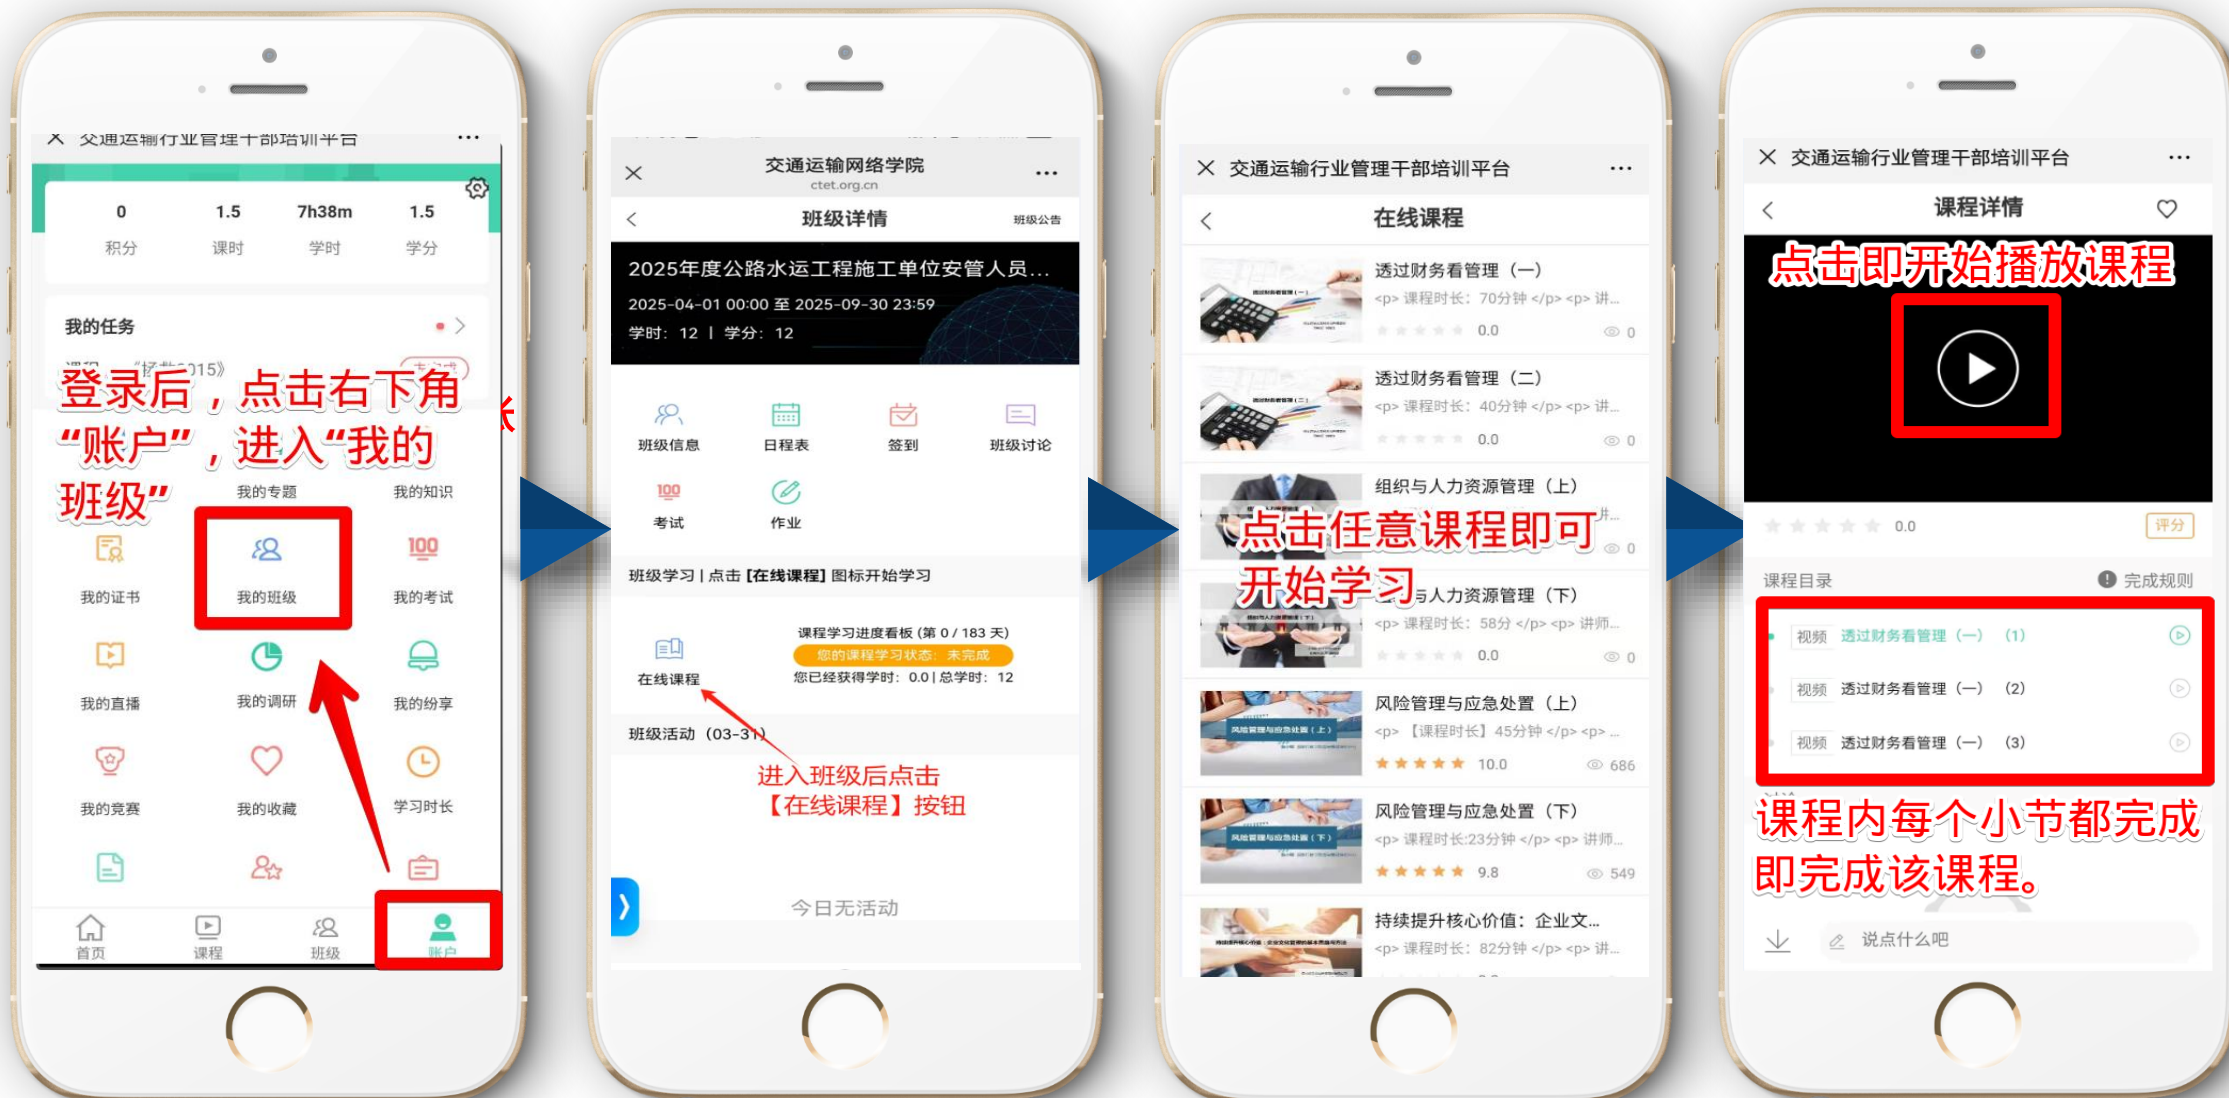 交通运输行业管理干部培训平台
0 1.5 7h38m 1.5
积分 课时 学时 学分
我的任务
登录后，点击右下角
“账户”，进入“我的
班级”
我的专题 我的知识
100
我的证书 我的班级 我的考试
我的直播 我的调研 我的纷享
我的竞赛 我的收藏 学习时长
首页 课程 班级 账户
交通运输网络学院
ctet.org.cn
班级详情 班级公告
2025年度公路水运工程施工单位安管人员...
2025-04-01 00:00 至 2025-09-30 23:59
学时：12 | 学分：12
班级信息 日程表 签到 班级讨论
100
考试 作业
班级学习 | 点击 [在线课程] 图标开始学习
课程学习进度看板 (第 0 / 183 天)
您的课程学习状态：未完成
您已经获得学时：0.0 | 总学时：12
在线课程
班级活动（03-31）
进入班级后点击
【在线课程】按钮
今日无活动
交通运输行业管理干部培训平台
在线课程
透过财务看管理（一）
<p> 课程时长：70分钟 </p> <p> 讲...
0.0 0
透过财务看管理（二）
<p> 课程时长：40分钟 </p> <p> 讲...
0.0 0
组织与人力资源管理（上）
点击任意课程即可
开始学习
0
与人力资源管理（下）
<p> 课程时长：58分 </p> <p> 讲师...
0.0 0
风险管理与应急处置（上）
风险管理与应急处置（上）
<p> 【课程时长】45分钟 </p> <p> ...
10.0 686
风险管理与应急处置（下）
风险管理与应急处置（下）
<p> 课程时长:23分钟 </p> <p> 讲师...
9.8 549
持续提升核心价值：企业文...
<p> 课程时长：82分钟 </p> <p> 讲...
交通运输行业管理干部培训平台
课程详情
点击即开始播放课程
0.0 评分
课程目录 完成规则
视频 透过财务看管理（一）（1）
视频 透过财务看管理（一）（2）
视频 透过财务看管理（一）（3）
课程内每个小节都完成
即完成该课程。
说点什么吧